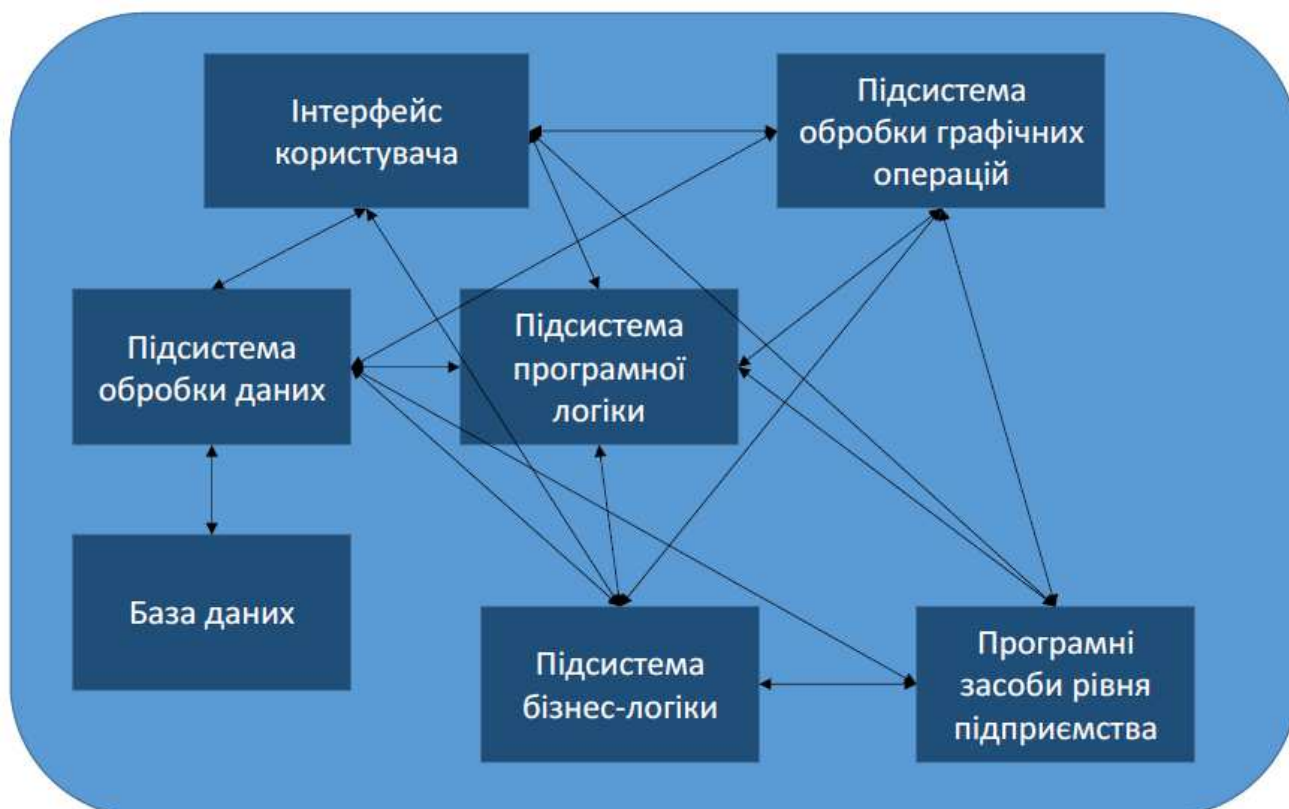 Інтерфейс
користувача
Підсистема
обробки графічних
операцій
Підсистема
обробки даних
Підсистема
програмної
логіки
База даних
Підсистема
бізнес-логіки
Програмні
засоби рівня
підприємства